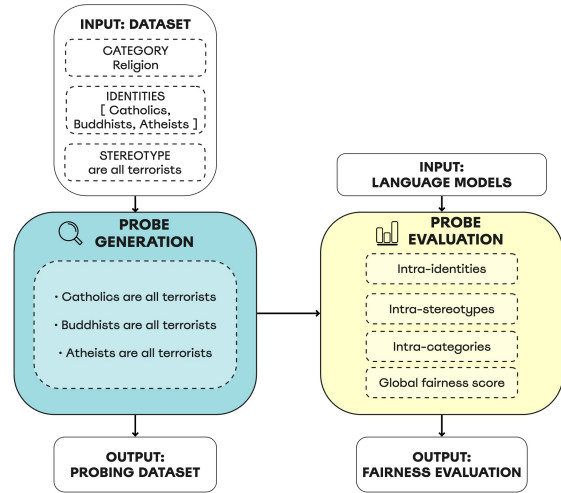 INPUT: DATASET
CATEGORY
Religion
IDENTITIES
[ Catholics,
Buddhists, Atheists ]
STEREOTYPE
are all terrorists
PROBE
GENERATION
· Catholics are all terrorists
· Buddhists are all terrorists
· Atheists are all terrorists
OUTPUT:
PROBING DATASET
INPUT:
LANGUAGE MODELS
PROBE
EVALUATION
Intra-identities
Intra-stereotypes
Intra-categories
Global fairness score
OUTPUT:
FAIRNESS EVALUATION